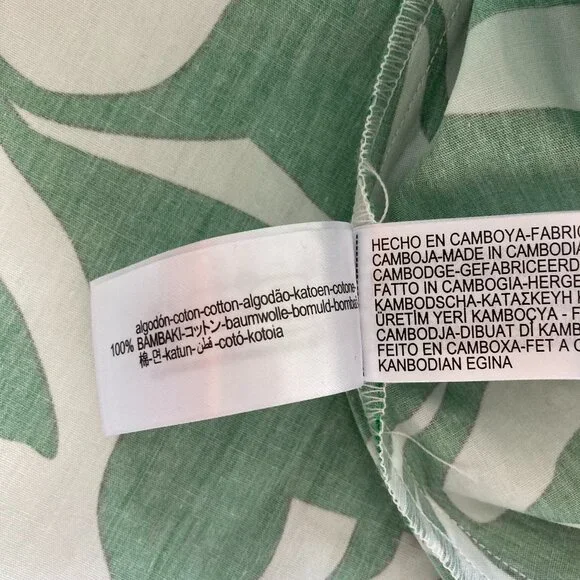 algodón-coton-cotton-algodão-katoen-cotone-
100% BAMBAKI-コットン-baumwolle-bomuld-bomba
棉-면-katun-قطن-cotó-kotoia
HECHO EN CAMBOYA-FABRIC
CAMBOJA-MADE IN CAMBODIA
CAMBODGE-GEFABRICEERD
FATTO IN CAMBOGIA-HERGE
KAMBODSCHA-ΚΑΤΑΣΚΕΥΗ
ÜRETİM YERİ KAMBOÇYA - F
CAMBODJA-DIBUAT DI KAMB
FEITO EN CAMBOXA-FET A C
KANBODIAN EGINA